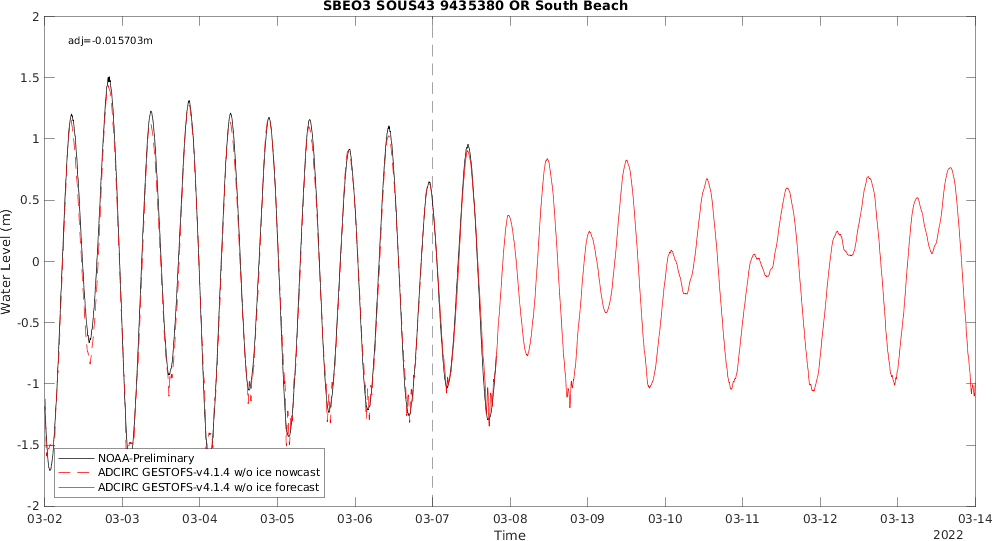 SBEO3 SOUS43 9435380 OR South Beach
adj=-0.015703m
2
1.5
1
0.5
0
-0.5
-1
-1.5
-2
Water Level (m)
NOAA-Preliminary
ADCIRC GESTOFS-v4.1.4 w/o ice nowcast
ADCIRC GESTOFS-v4.1.4 w/o ice forecast
03-02 03-03 03-04 03-05 03-06 03-07 03-08 03-09 03-10 03-11 03-12 03-13 03-14
Time
2022